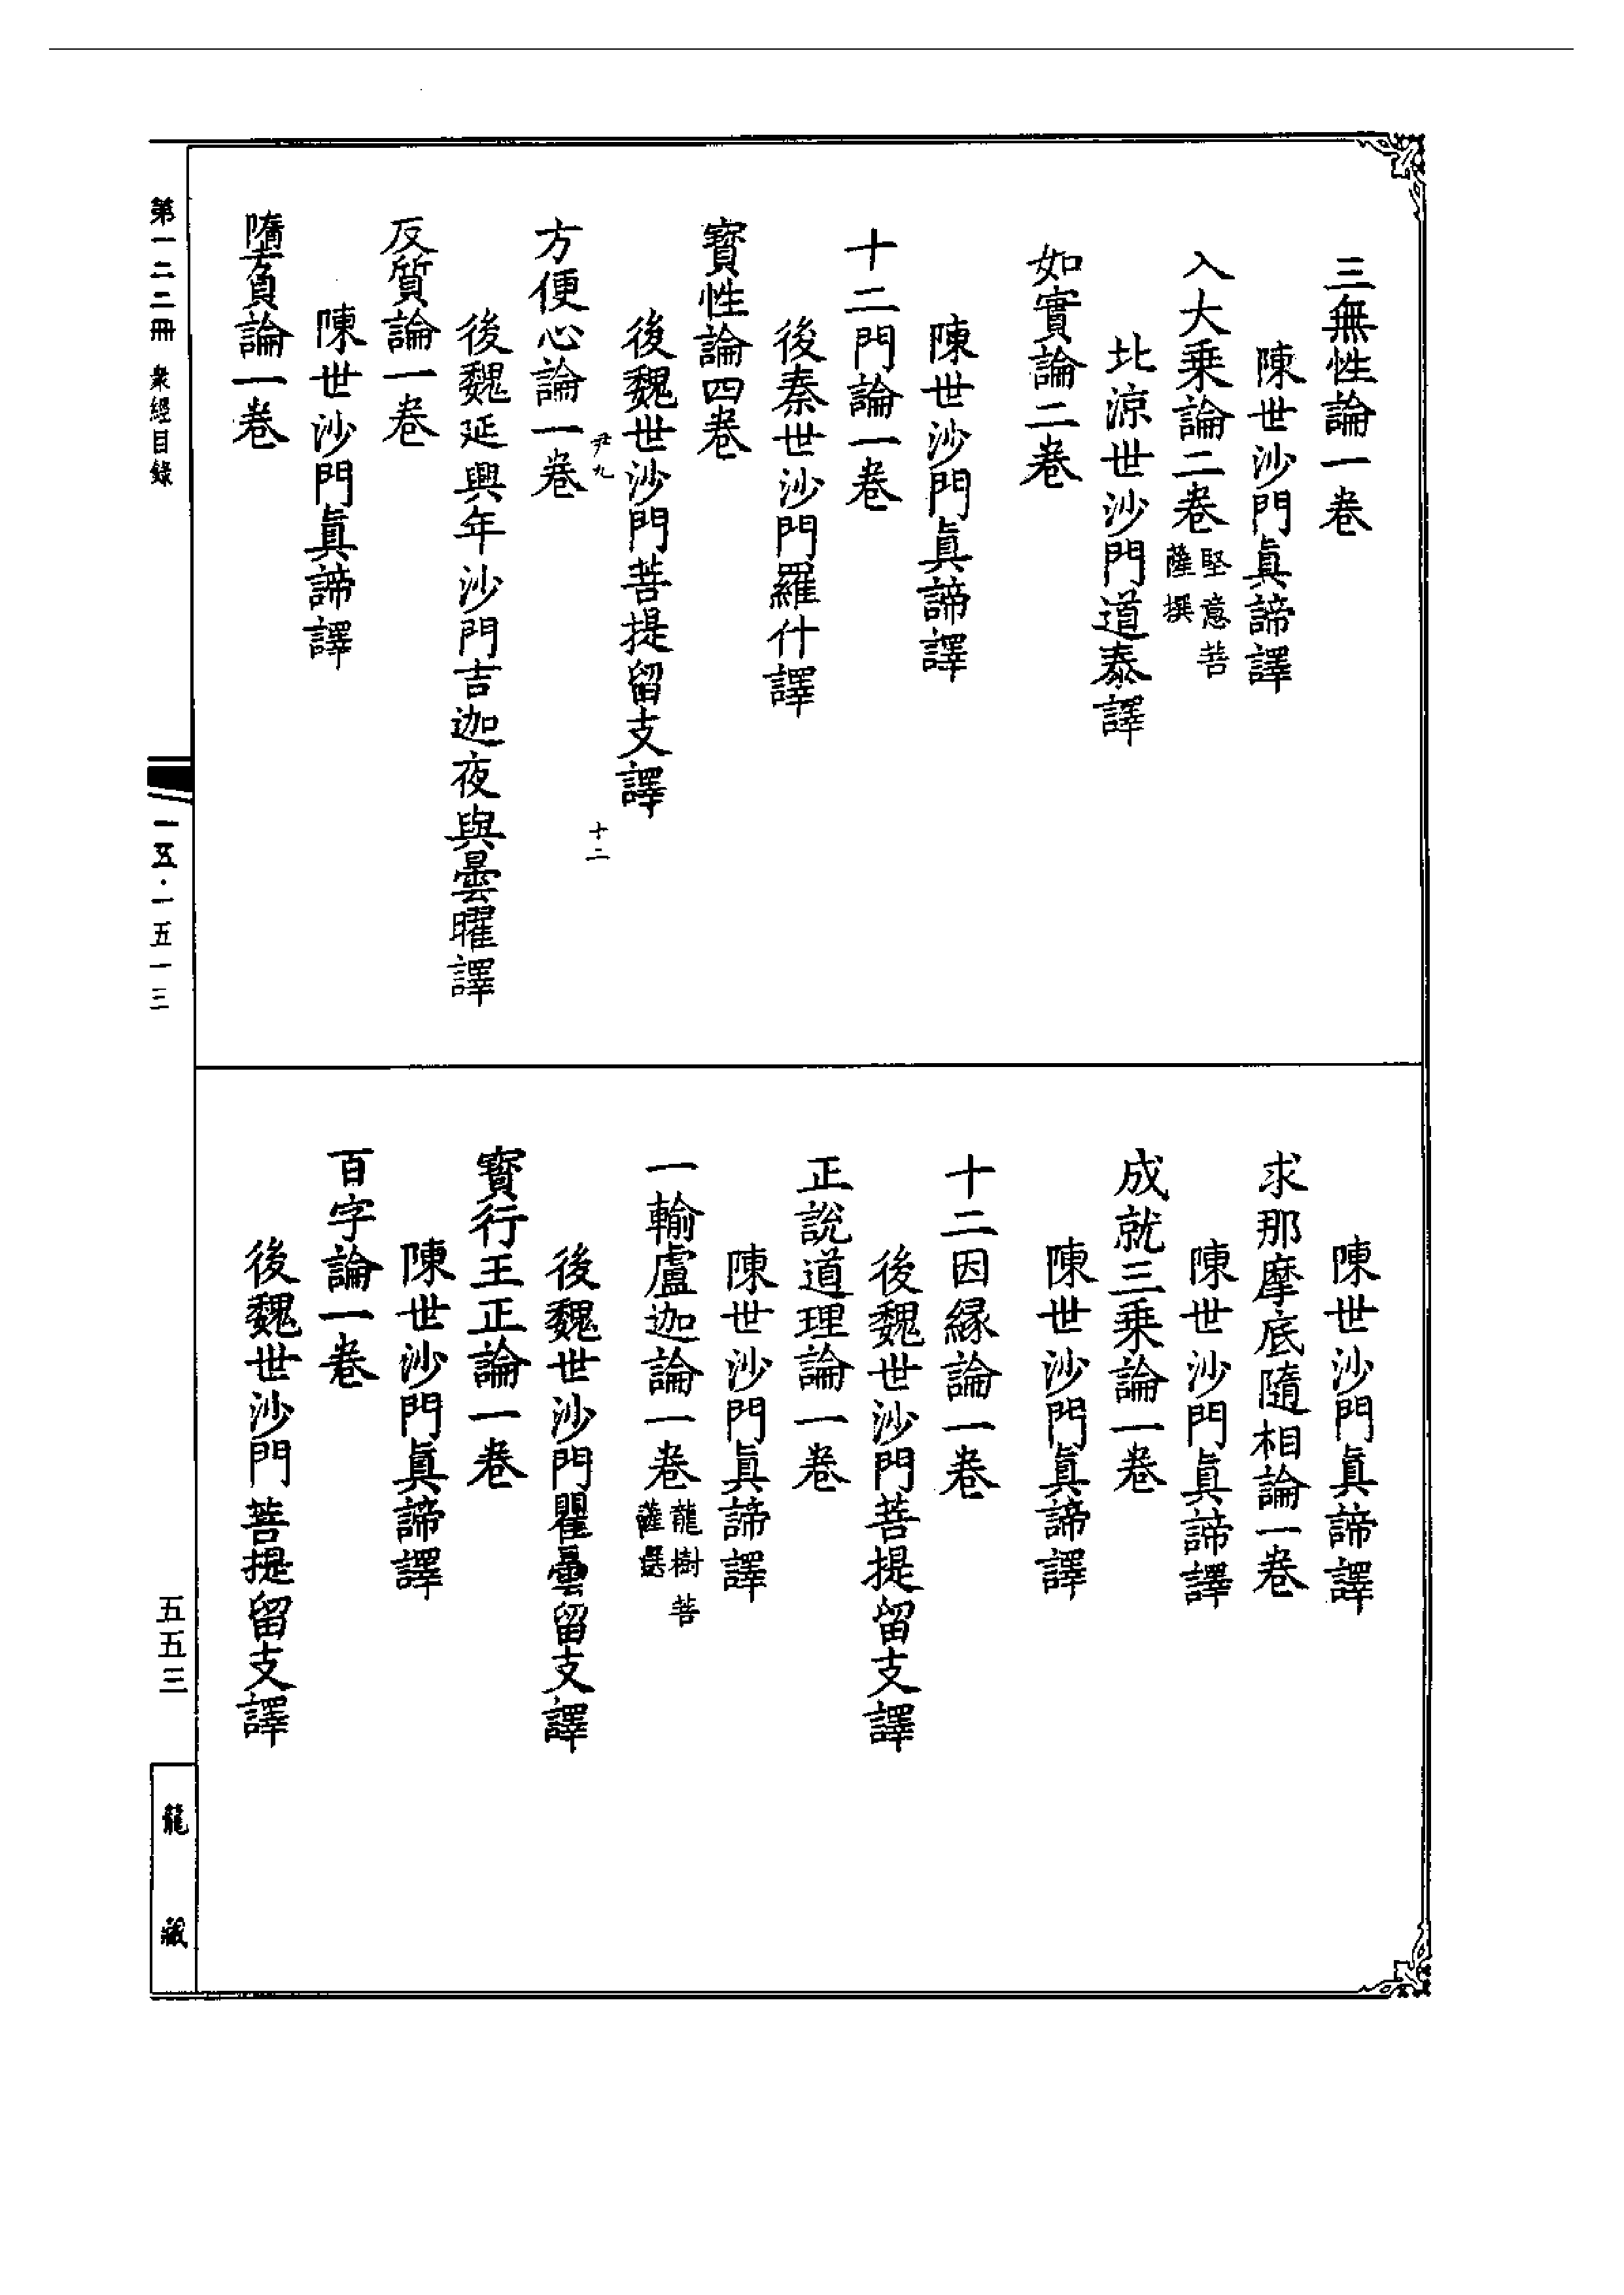 三無性論一卷
陳世沙門眞諦譯
入大乗論二卷堅意菩薩撰
北涼世沙門道泰譯
如實論二卷
陳世沙門眞諦譯
十二門論一卷
後秦世沙門羅什譯
寳性論四卷
後魏世沙門菩提留支譯
尹九
十二
方便心論一卷
後魏延興年沙門吉迦夜與曇曜譯
反質論一卷
陳世沙門眞諦譯
隋負論一卷
陳世沙門眞諦譯
求那摩底隨相論一卷
陳世沙門眞諦譯
成就三乗論一卷
陳世沙門眞諦譯
十二因縁論一卷
後魏世沙門菩提留支譯
正說道理論一卷
陳世沙門眞諦譯
一輸盧迦論一卷龍樹菩薩撰
後魏世沙門瞿曇留支譯
寳行王正論一卷
陳世沙門眞諦譯
百字論一卷
後魏世沙門菩提留支譯
第一二二冊 衆經目錄
一五·一五一三
五五三
龍藏